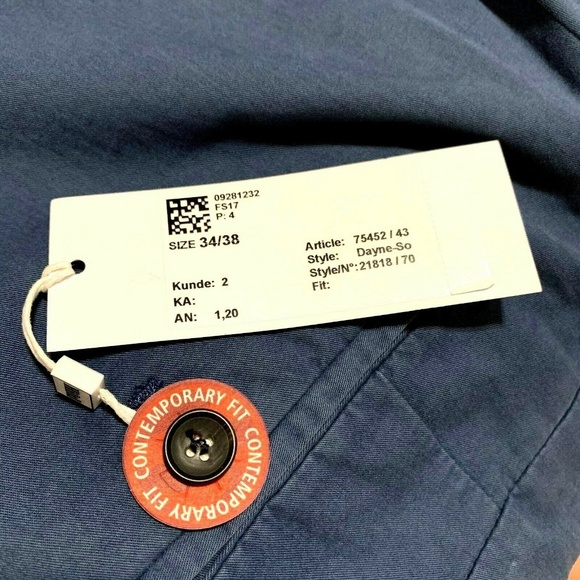 09281232
FS17
P: 4
SIZE 34/38
Kunde: 2
KA:
AN: 1,20
Article: 75452 / 43
Style: Dayne-So
Style/N°: 21818 / 70
Fit:
CONTEMPORARY FIT CONTEMPORARY FIT